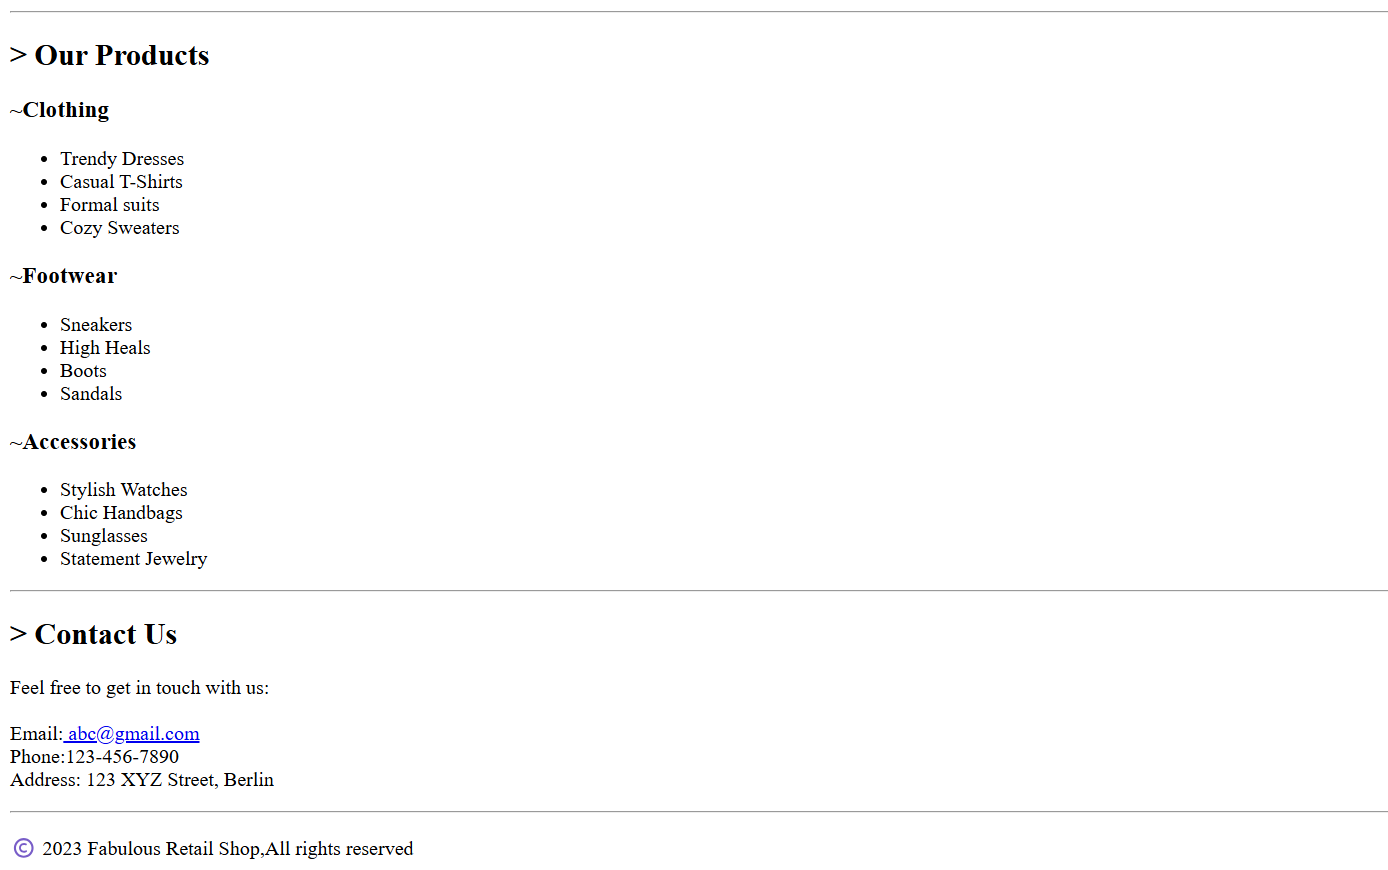 > Our Products
~Clothing
• Trendy Dresses
• Casual T-Shirts
• Formal suits
• Cozy Sweaters
~Footwear
• Sneakers
• High Heals
• Boots
• Sandals
~Accessories
• Stylish Watches
• Chic Handbags
• Sunglasses
• Statement Jewelry
> Contact Us
Feel free to get in touch with us:
Email: abc@gmail.com
Phone:123-456-7890
Address: 123 XYZ Street, Berlin
© 2023 Fabulous Retail Shop,All rights reserved